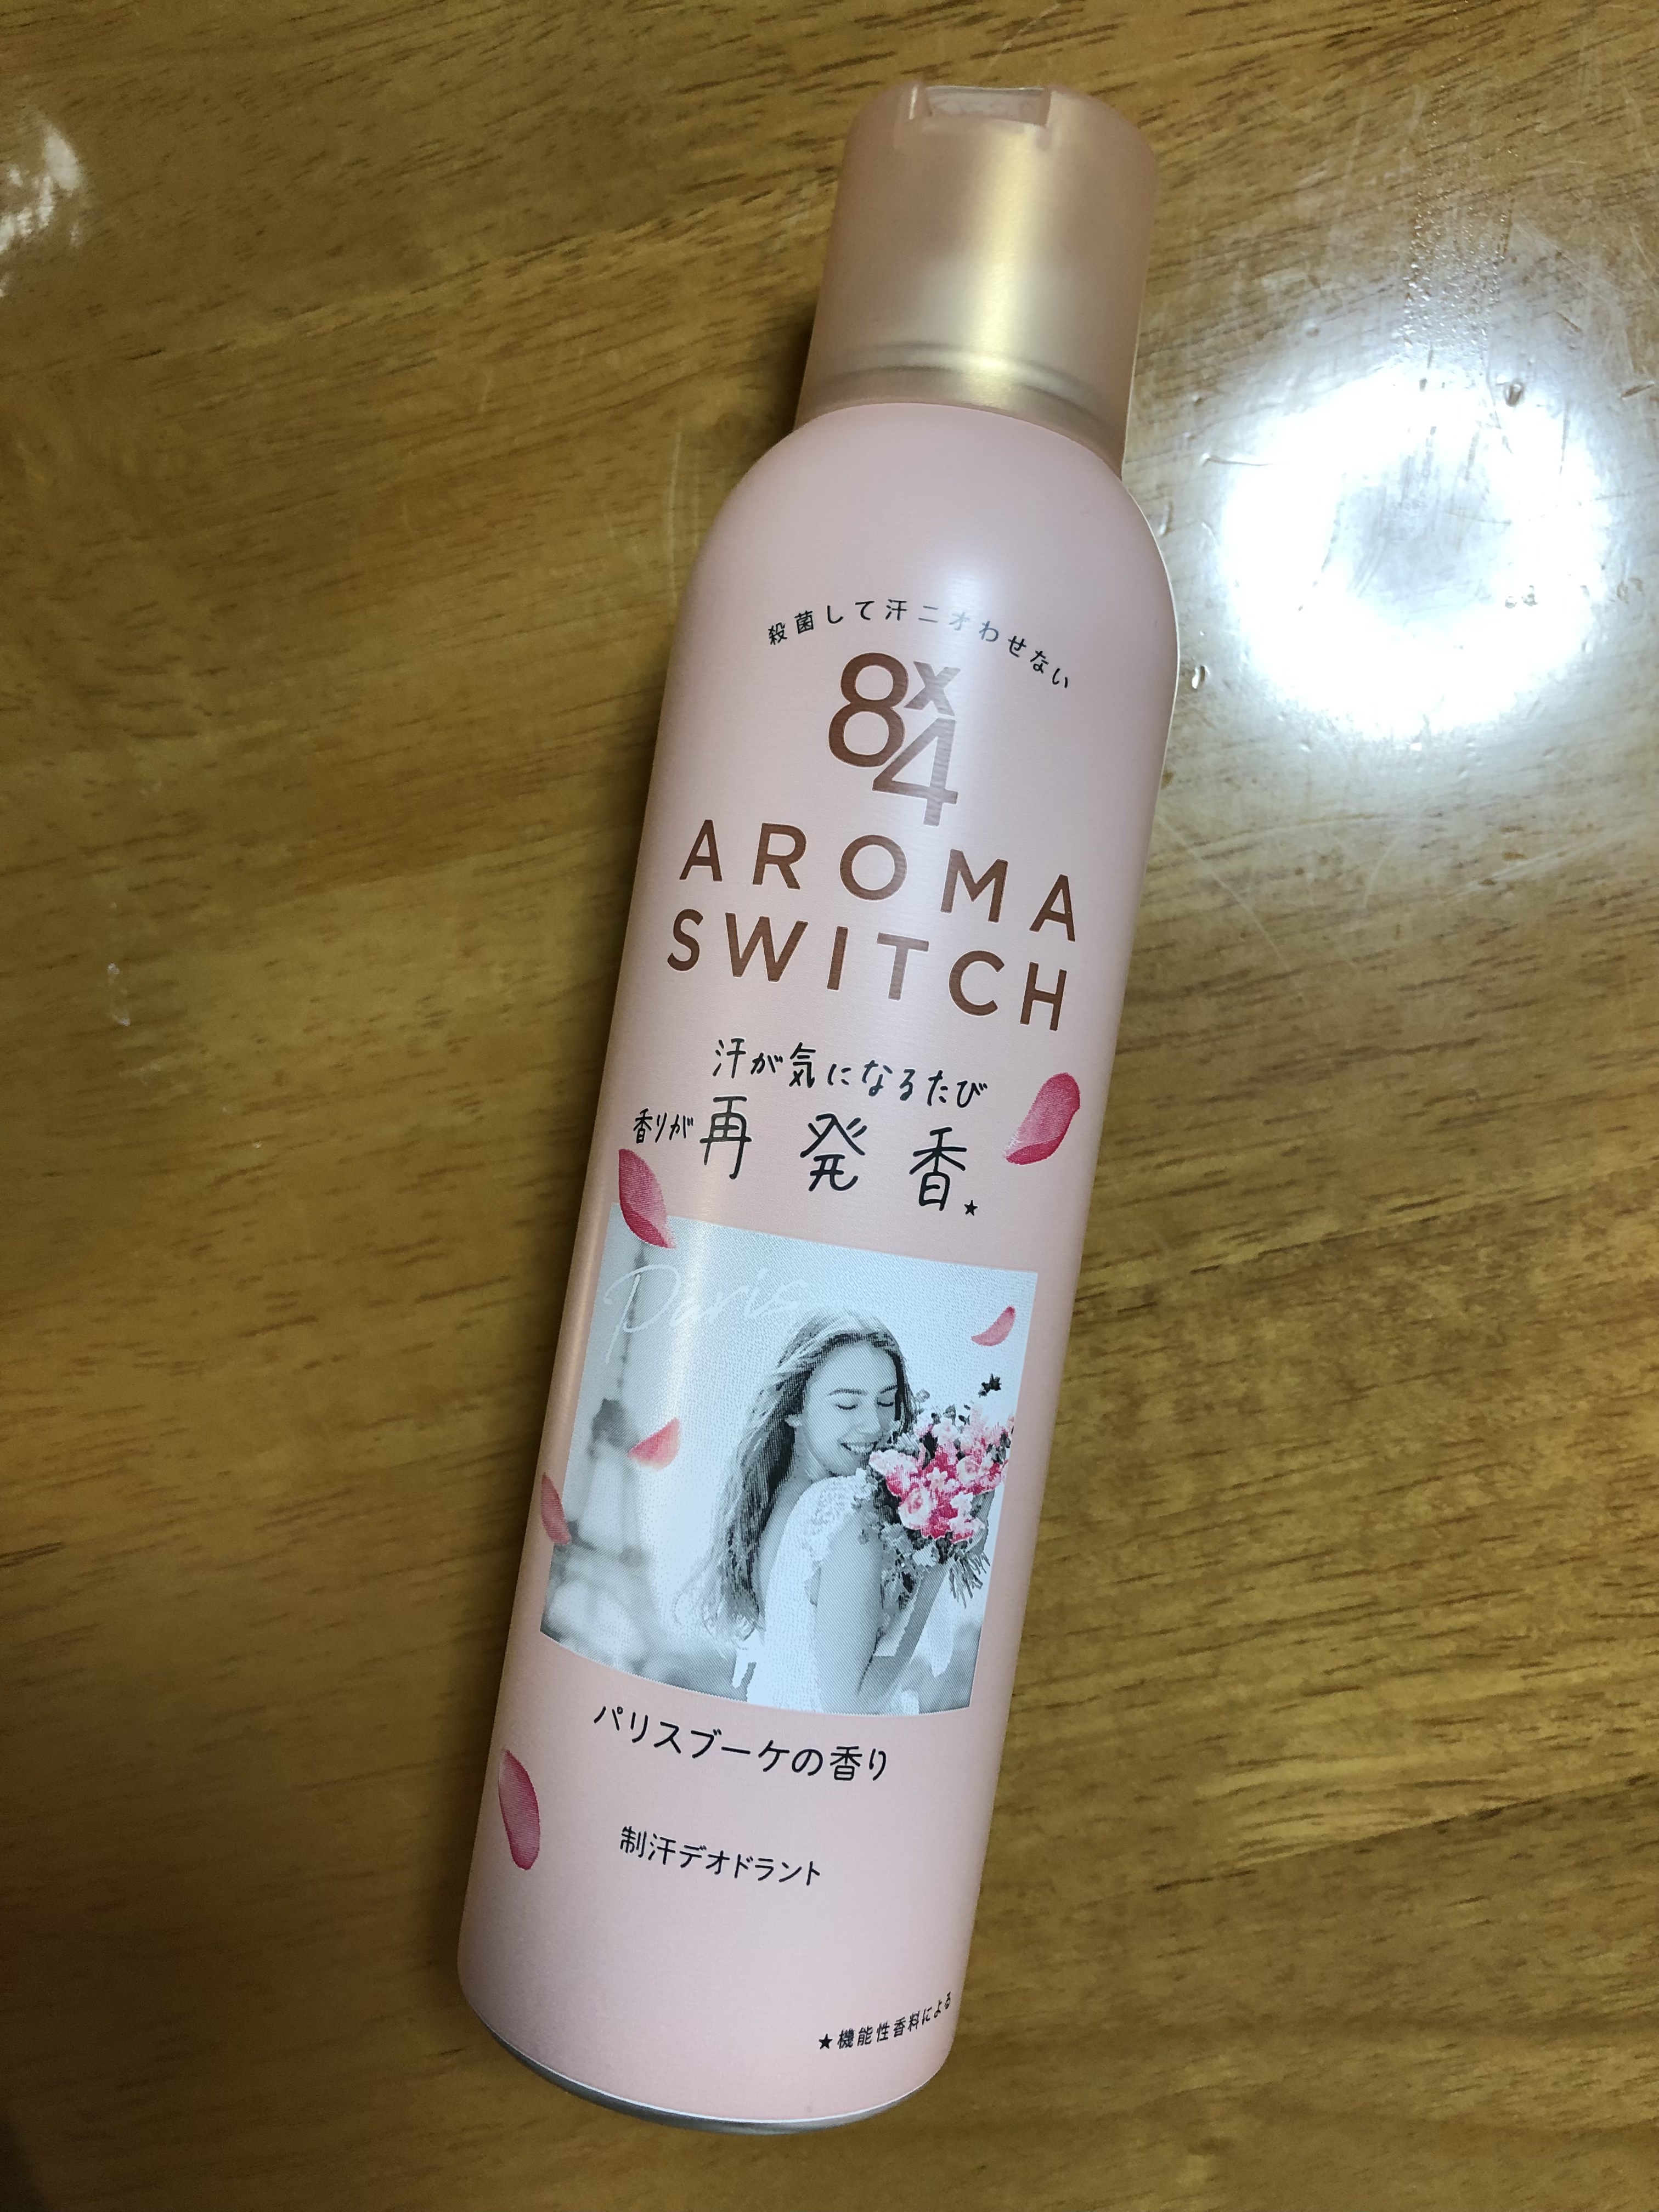 殺菌して汗ニオわせない
8x4
AROMA
SWITCH
汗が気になるたび
香りが再発香★
Paris
パリスブーケの香り
制汗デオドラント
★機能性香料による